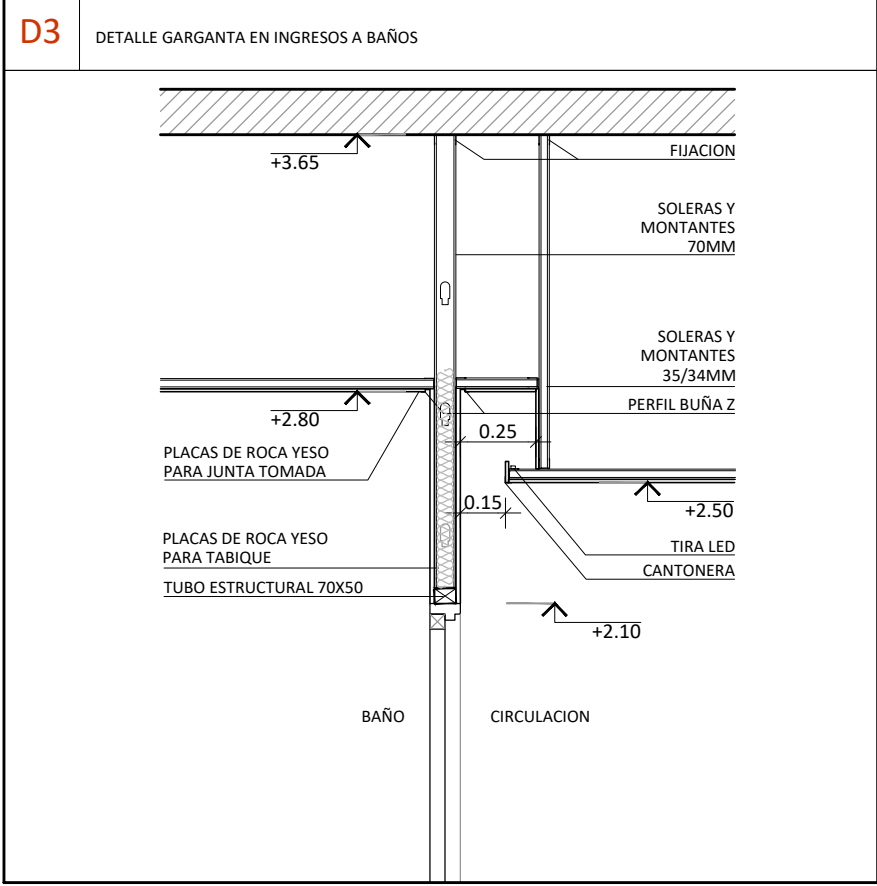 D3
DETALLE GARGANTA EN INGRESOS A BAÑOS
+3.65
FIJACION
SOLERAS Y
MONTANTES
70MM
SOLERAS Y
MONTANTES
35/34MM
PERFIL BUÑA Z
+2.80
0.25
PLACAS DE ROCA YESO
PARA JUNTA TOMADA
0.15
+2.50
PLACAS DE ROCA YESO
PARA TABIQUE
TIRA LED
CANTONERA
TUBO ESTRUCTURAL 70X50
+2.10
BAÑO
CIRCULACION